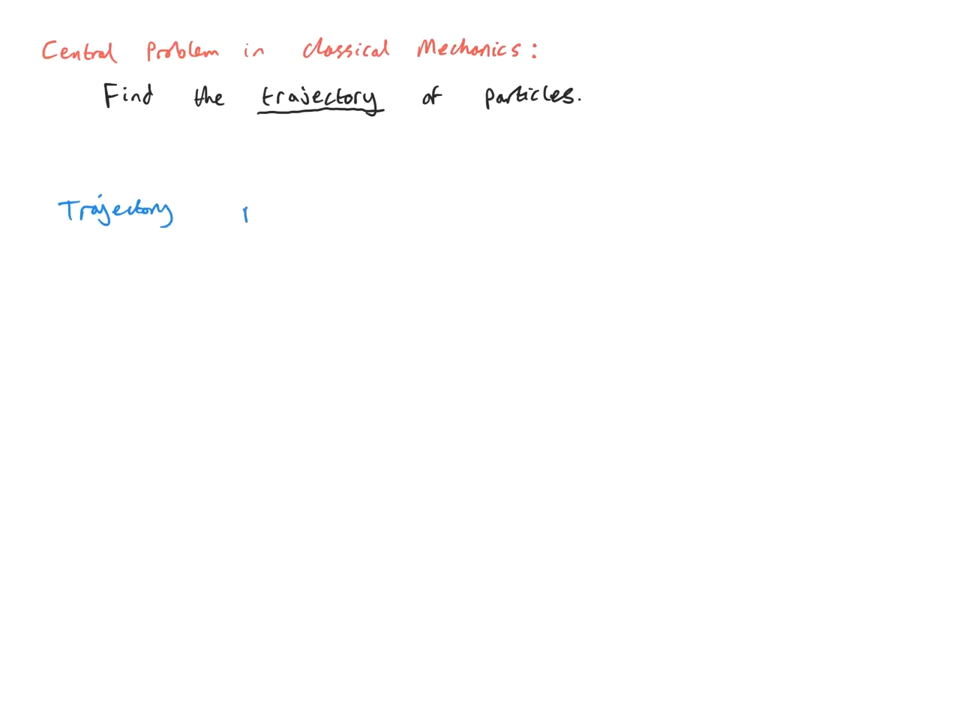 Central Problem in Classical Mechanics:
Find the trajectory of particles.
Trajectory